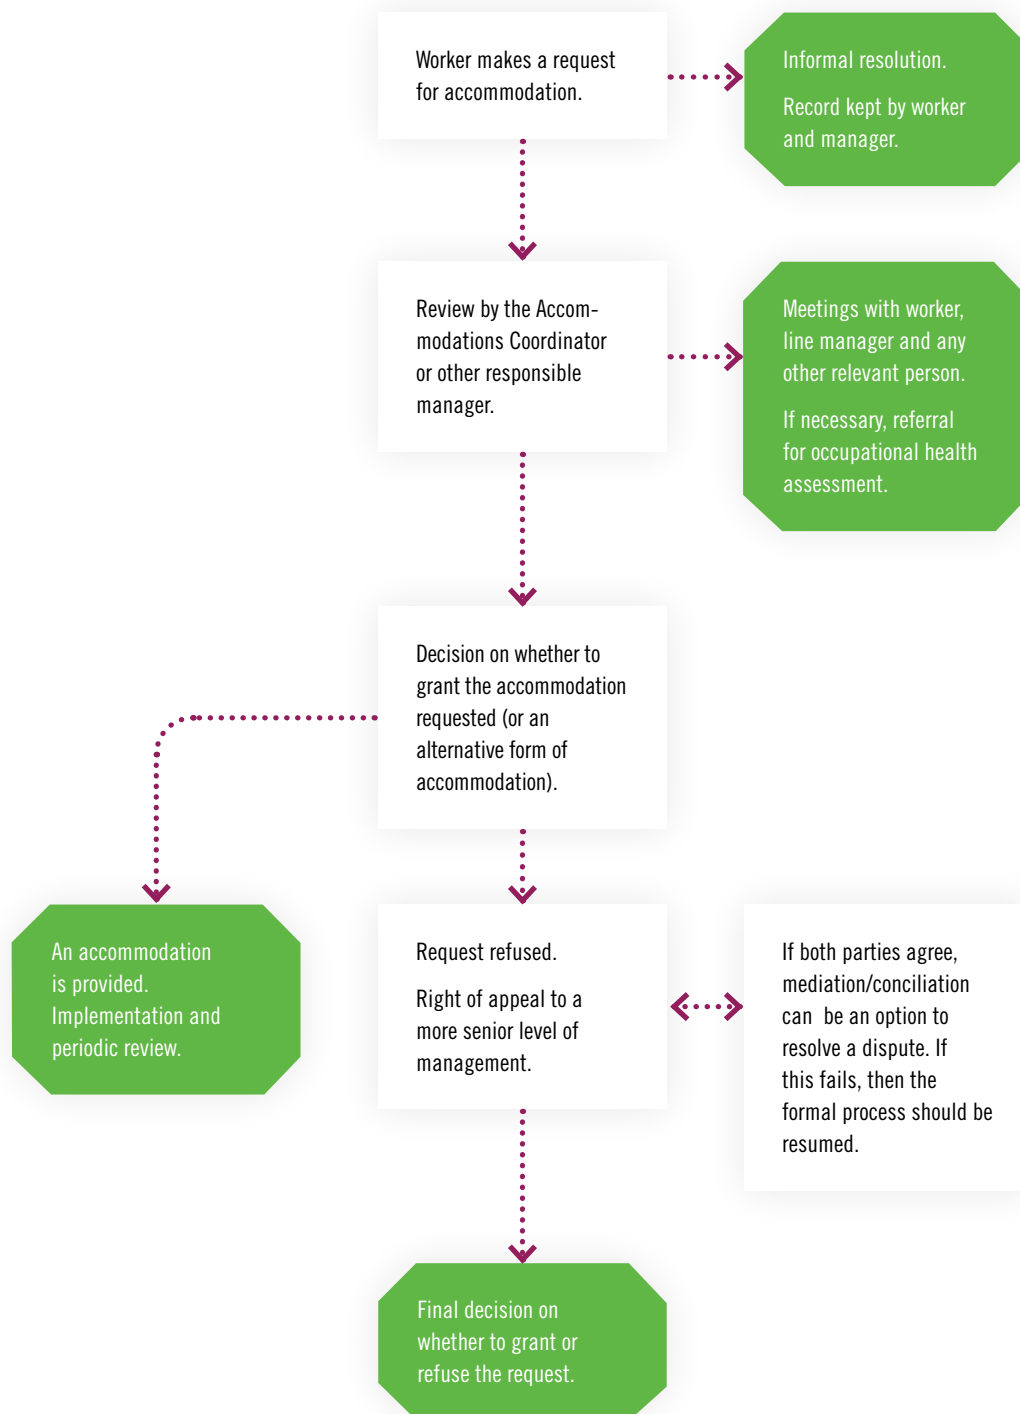 Worker makes a request
for accommodation.
Informal resolution.
Record kept by worker
and manager.
Review by the Accom-
modations Coordinator
or other responsible
manager.
Meetings with worker,
line manager and any
other relevant person.
If necessary, referral
for occupational health
assessment.
Decision on whether to
grant the accommodation
requested (or an
alternative form of
accommodation).
An accommodation
is provided.
Implementation and
periodic review.
Request refused.
Right of appeal to a
more senior level of
management.
If both parties agree,
mediation/conciliation
can be an option to
resolve a dispute. If
this fails, then the
formal process should be
resumed.
Final decision on
whether to grant or
refuse the request.